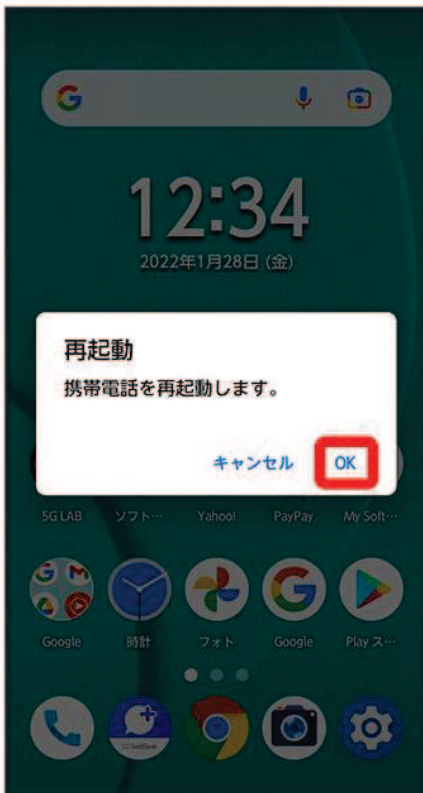 12:34
2022年1月28日 (金)
再起動
携帯電話を再起動します。
キャンセル OK
5G LAB ソフト… Yahoo! PayPay My Soft…
Google 時計 フォト Google Play ス…
SoftBank